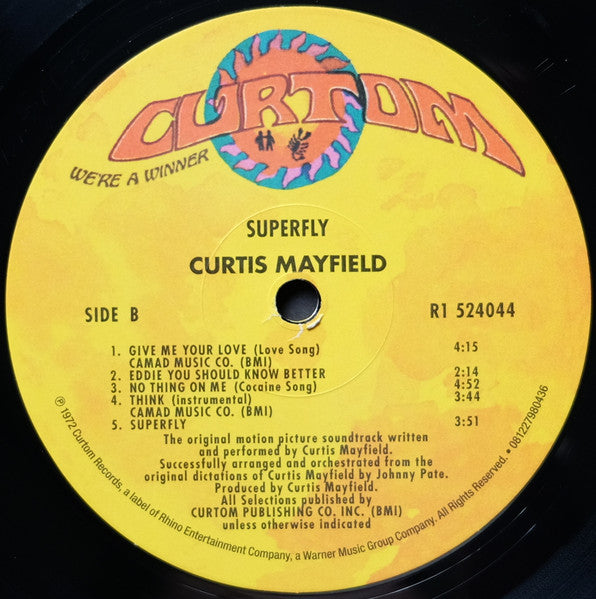 CURTOM
WE'RE A WINNER
SUPERFLY
CURTIS MAYFIELD
SIDE B
R1 524044
1. GIVE ME YOUR LOVE (Love Song) 4:15
CAMAD MUSIC CO. (BMI)
2. EDDIE YOU SHOULD KNOW BETTER 2:14
3. NO THING ON ME (Cocaine Song) 4:52
4. THINK (instrumental) 3:44
CAMAD MUSIC CO. (BMI)
5. SUPERFLY 3:51
The original motion picture soundtrack written
and performed by Curtis Mayfield.
Successfully arranged and orchestrated from the
original dictations of Curtis Mayfield by Johnny Pate.
Produced by Curtis Mayfield.
All Selections published by
CURTOM PUBLISHING CO. INC. (BMI)
unless otherwise indicated
℗ 1972 Curtom Records, a label of Rhino Entertainment Company, a Warner Music Group Company. All Rights Reserved. • 081227980436